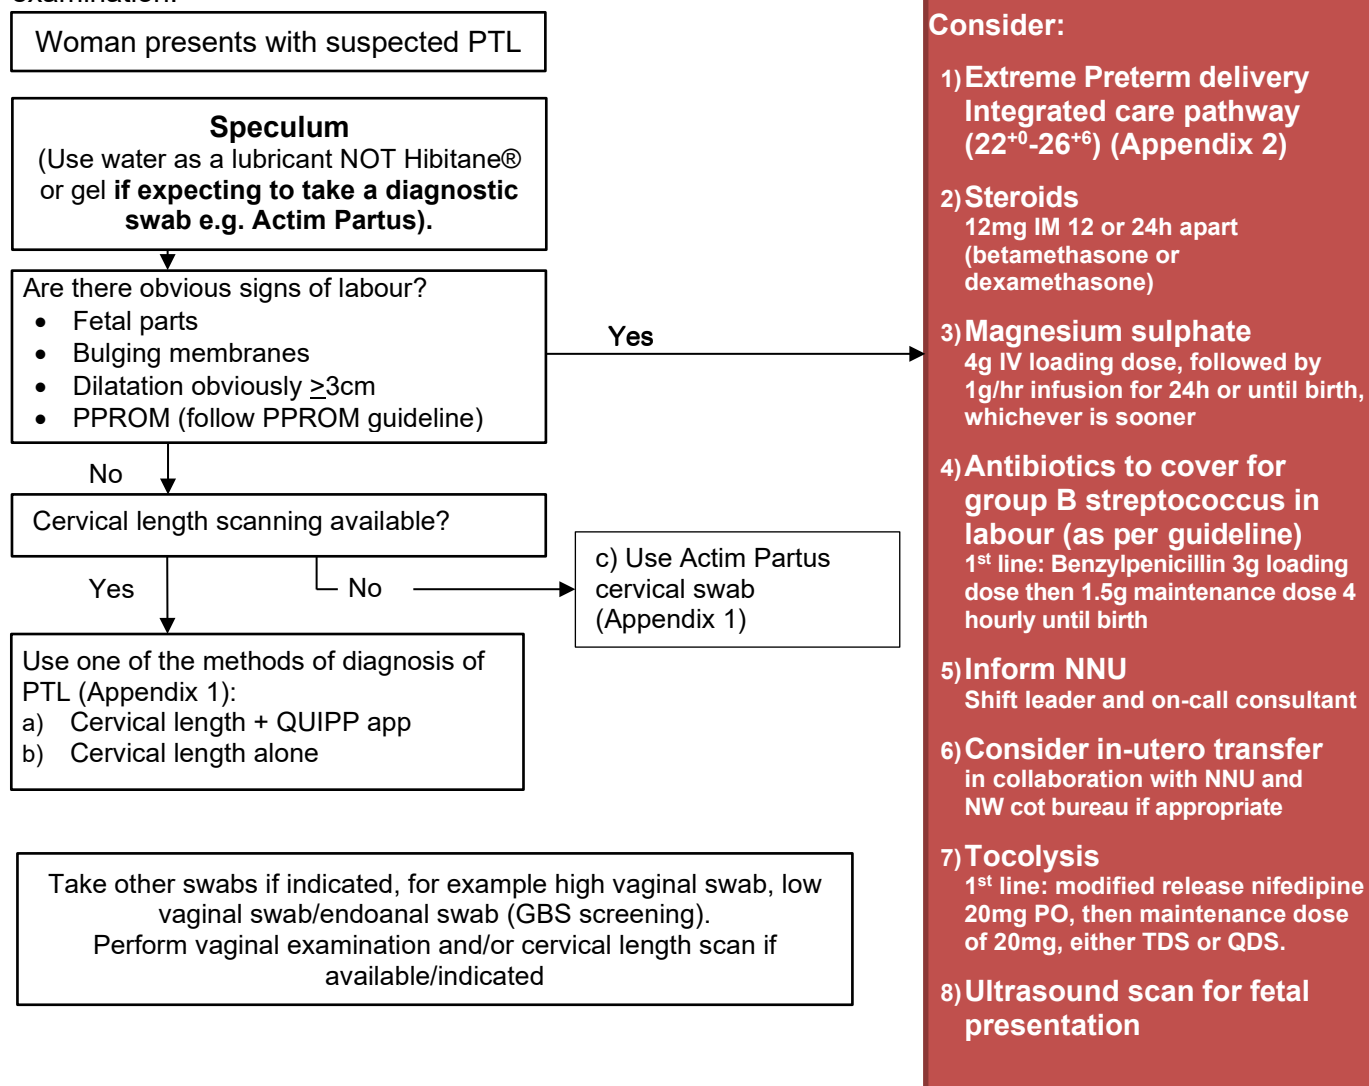 examination.
Woman presents with suspected PTL
Speculum
(Use water as a lubricant NOT Hibitane®
or gel if expecting to take a diagnostic
swab e.g. Actim Partus).
Are there obvious signs of labour?
• Fetal parts
• Bulging membranes
• Dilatation obviously ≥3cm
• PPROM (follow PPROM guideline)
Yes
No
Cervical length scanning available?
Yes
No
c) Use Actim Partus
cervical swab
(Appendix 1)
Use one of the methods of diagnosis of
PTL (Appendix 1):
a) Cervical length + QUIPP app
b) Cervical length alone
Take other swabs if indicated, for example high vaginal swab, low
vaginal swab/endoanal swab (GBS screening).
Perform vaginal examination and/or cervical length scan if
available/indicated
Consider:
1) Extreme Preterm delivery
Integrated care pathway
(22+0-26+6) (Appendix 2)
2) Steroids
12mg IM 12 or 24h apart
(betamethasone or
dexamethasone)
3) Magnesium sulphate
4g IV loading dose, followed by
1g/hr infusion for 24h or until birth,
whichever is sooner
4) Antibiotics to cover for
group B streptococcus in
labour (as per guideline)
1st line: Benzylpenicillin 3g loading
dose then 1.5g maintenance dose 4
hourly until birth
5) Inform NNU
Shift leader and on-call consultant
6) Consider in-utero transfer
in collaboration with NNU and
NW cot bureau if appropriate
7) Tocolysis
1st line: modified release nifedipine
20mg PO, then maintenance dose
of 20mg, either TDS or QDS.
8) Ultrasound scan for fetal
presentation